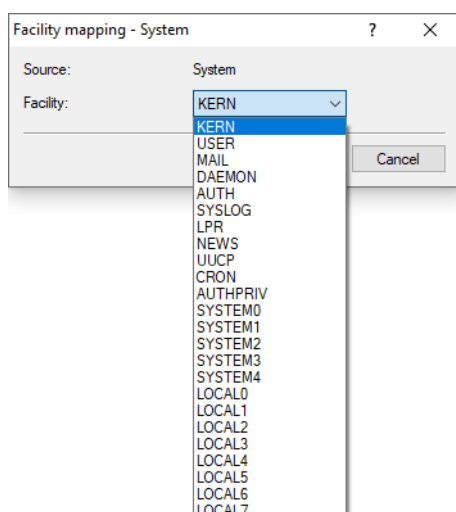 Facility mapping - System ? ×
Source: System
Facility: KERN
KERN
USER
MAIL
DAEMON
AUTH
SYSLOG
LPR
NEWS
UUCP
CRON
AUTHPRIV
SYSTEM0
SYSTEM1
SYSTEM2
SYSTEM3
SYSTEM4
LOCAL0
LOCAL1
LOCAL2
LOCAL3
LOCAL4
LOCAL5
LOCAL6
LOCAL7
Cancel